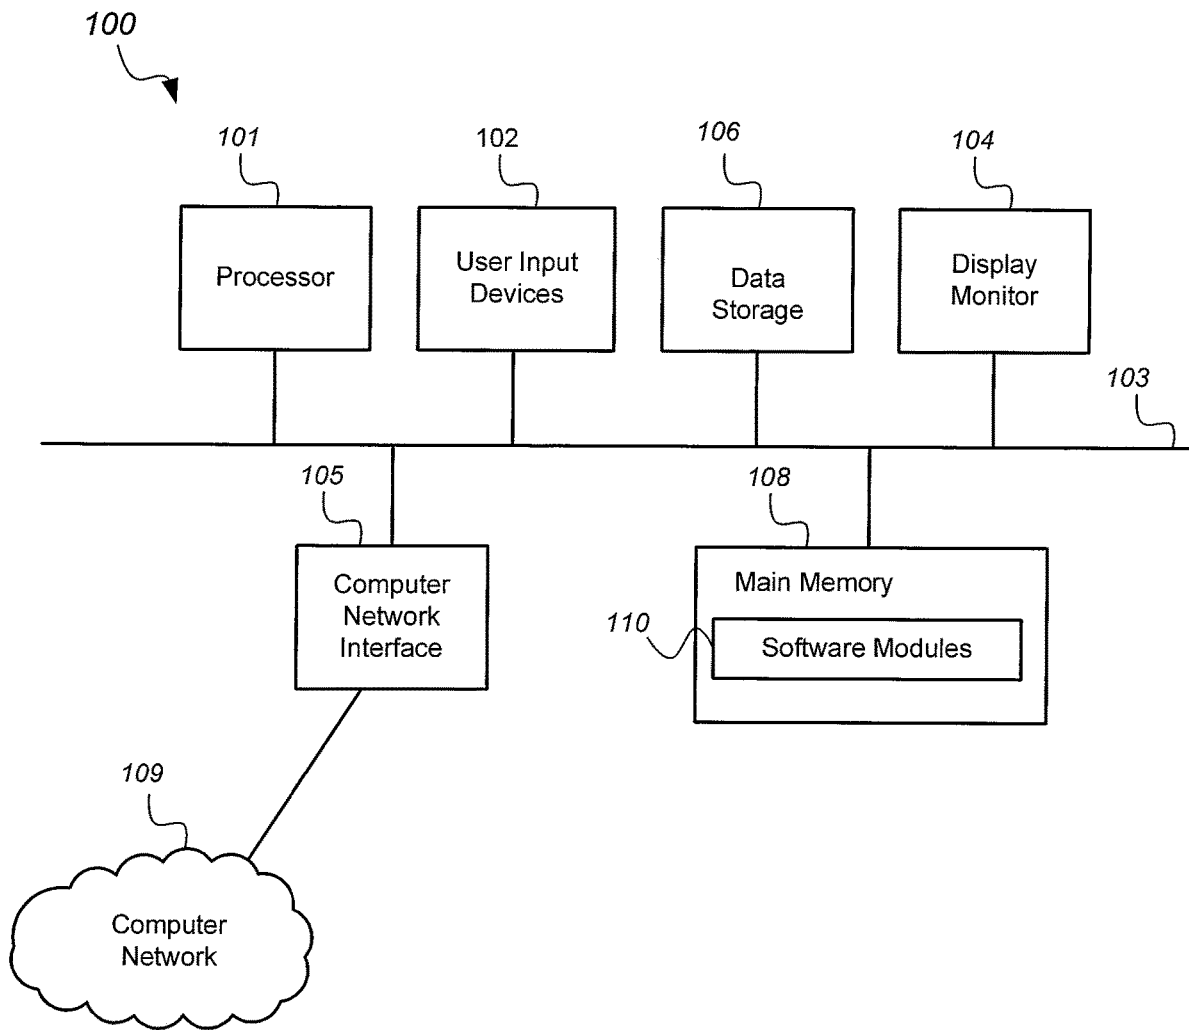 100
101
102
106
104
Processor
User Input
Devices
Data
Storage
Display
Monitor
103
105
108
Computer
Network
Interface
Main Memory
110
Software Modules
109
Computer
Network